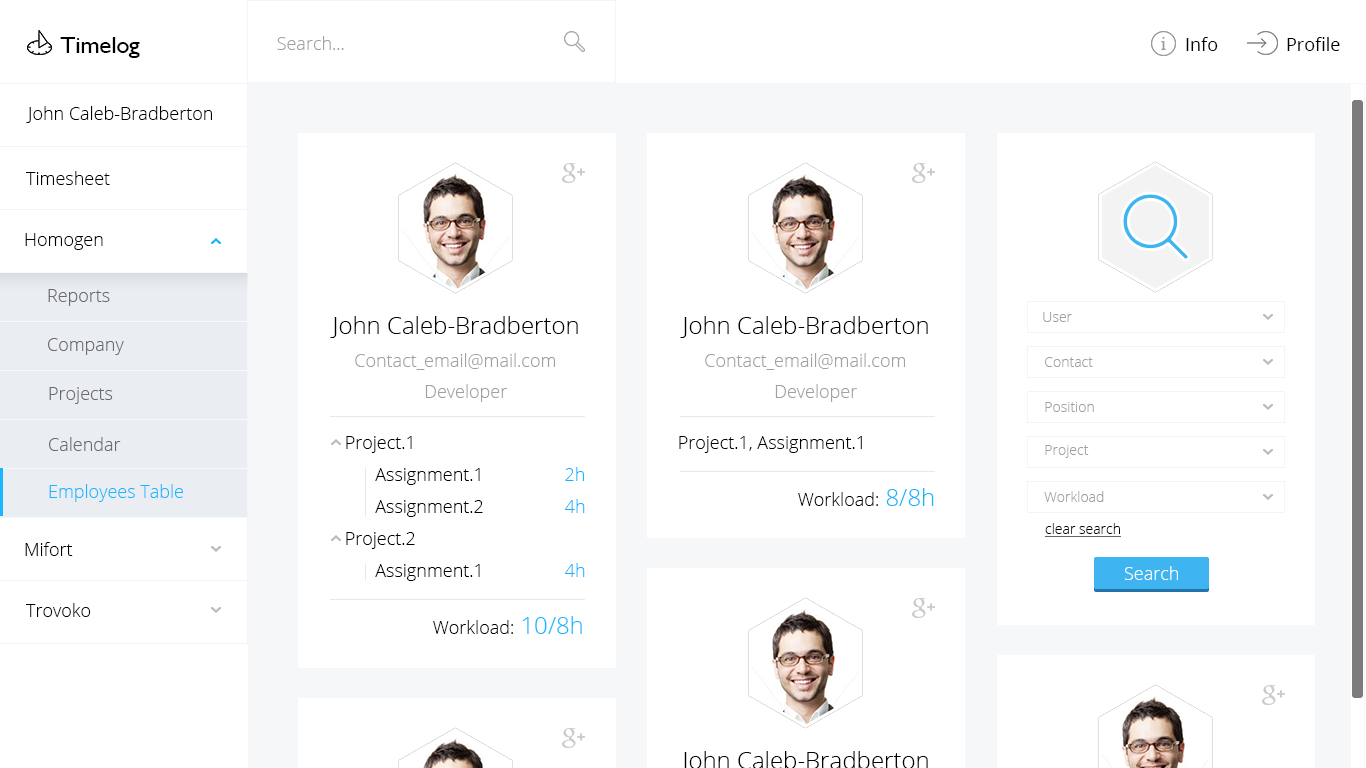 Timelog
Search...
Info
Profile
John Caleb-Bradberton
Timesheet
Homogen
Reports
Company
Projects
Calendar
Employees Table
Mifort
Trovoko
g+
John Caleb-Bradberton
Contact_email@mail.com
Developer
Project.1
Assignment.1 2h
Assignment.2 4h
Project.2
Assignment.1 4h
Workload: 10/8h
g+
g+
John Caleb-Bradberton
Contact_email@mail.com
Developer
Project.1, Assignment.1
Workload: 8/8h
g+
John Caleb-Bradberton
User
Contact
Position
Project
Workload
clear search
Search
g+